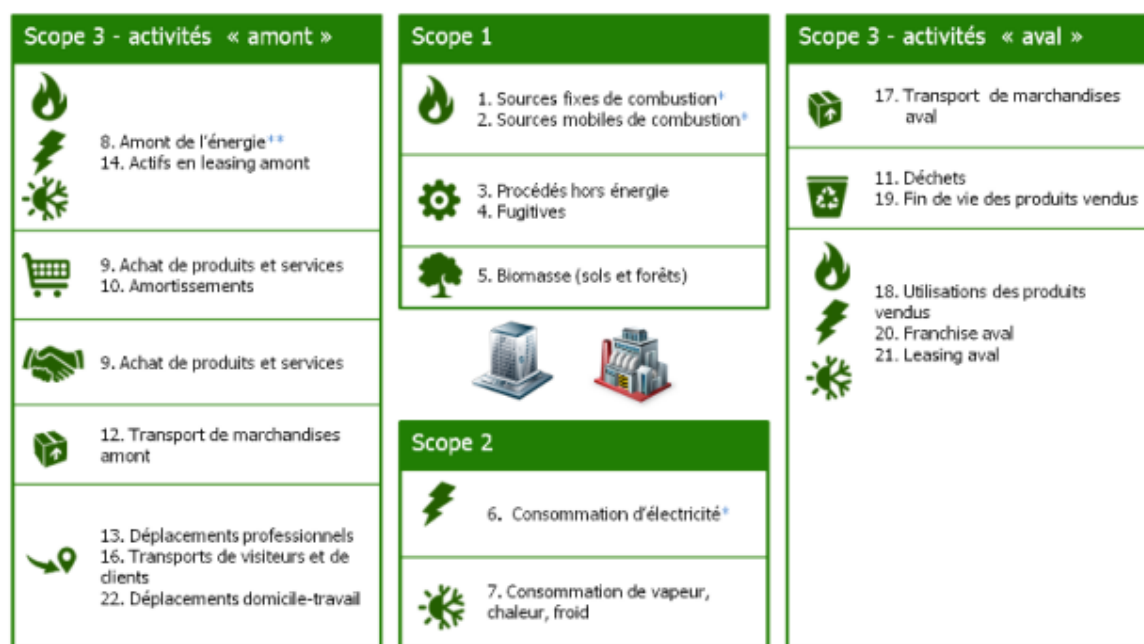 Scope 3 - activités « amont »
8. Amont de l'énergie**
14. Actifs en leasing amont
9. Achat de produits et services
10. Amortissements
9. Achat de produits et services
12. Transport de marchandises
amont
13. Déplacements professionnels
16. Transports de visiteurs et de
clients
22. Déplacements domicile-travail
Scope 1
1. Sources fixes de combustion*
2. Sources mobiles de combustion*
3. Procédés hors énergie
4. Fugitives
5. Biomasse (sols et forêts)
Scope 2
6. Consommation d'électricité*
7. Consommation de vapeur,
chaleur, froid
Scope 3 - activités « aval »
17. Transport de marchandises
aval
11. Déchets
19. Fin de vie des produits vendus
18. Utilisations des produits
vendus
20. Franchise aval
21. Leasing aval